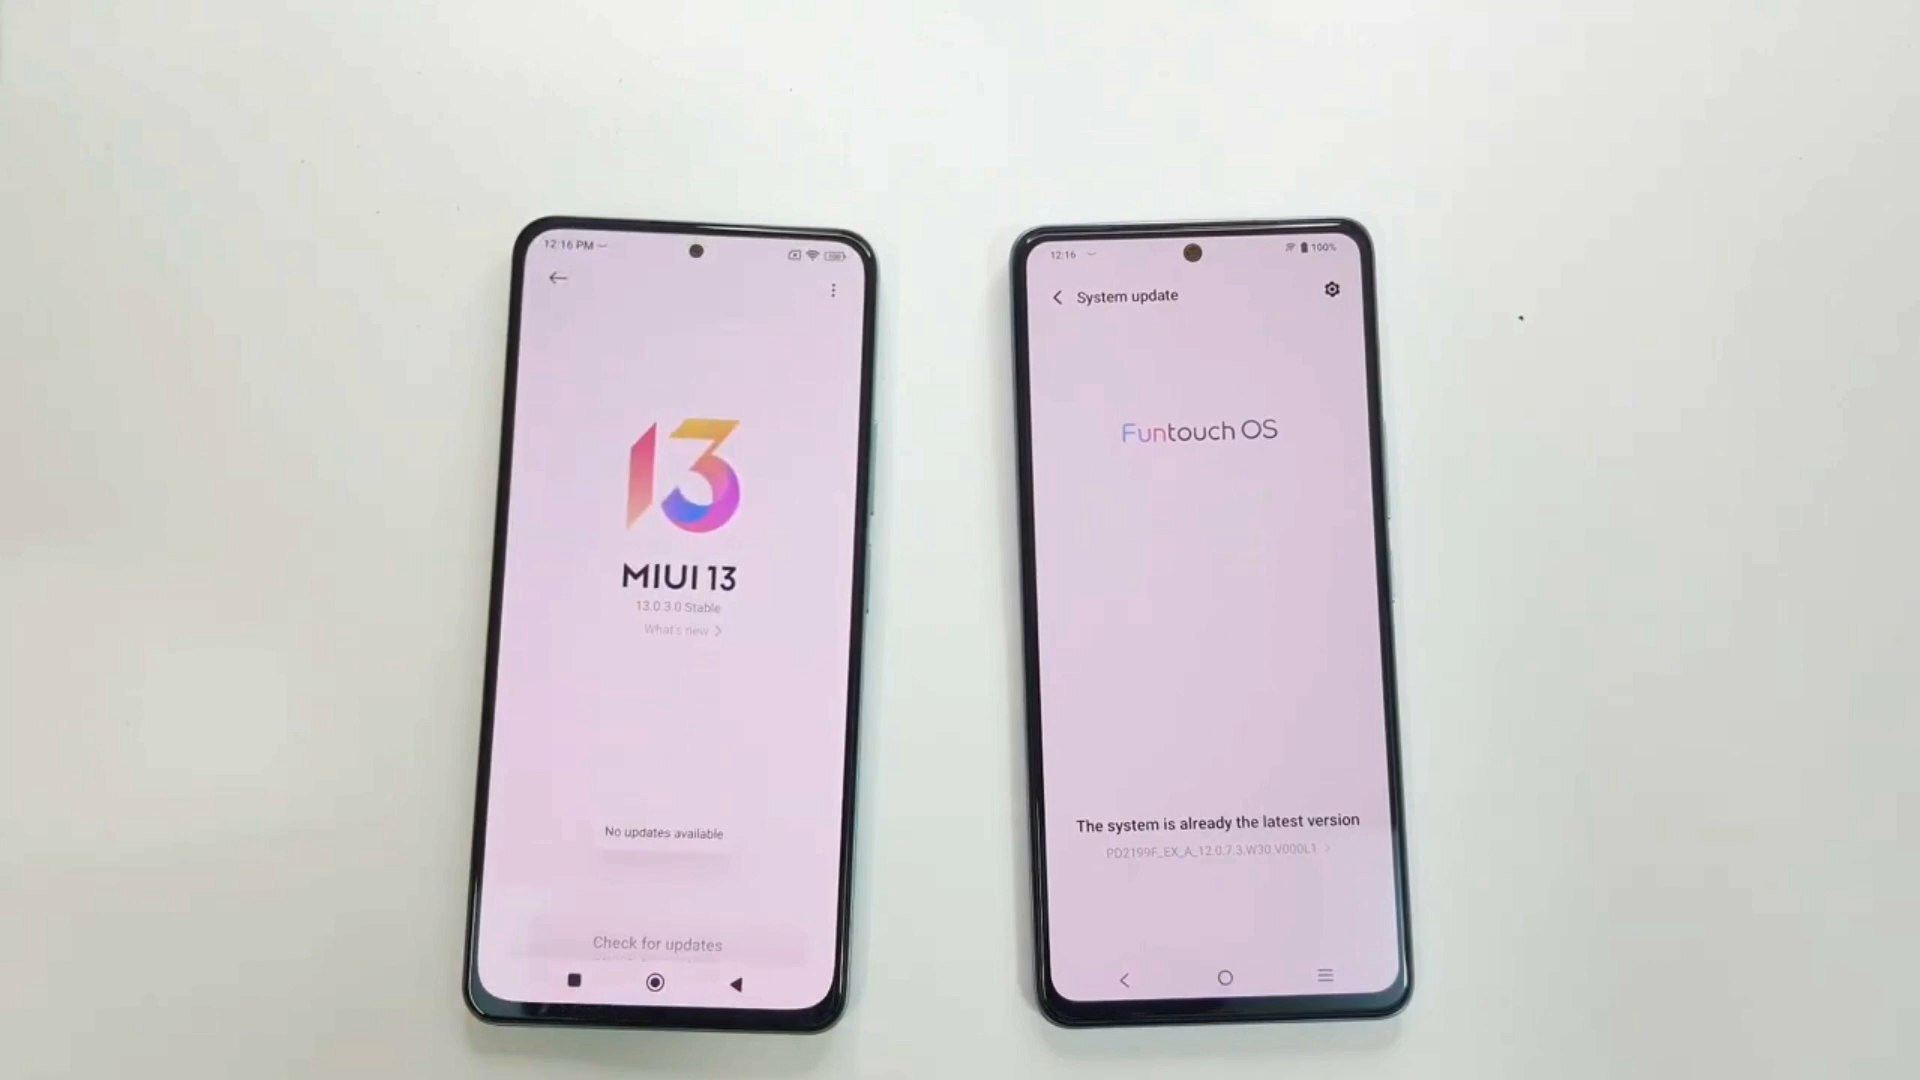 12:16 PM
13
MIUI 13
13.0.3.0 Stable
What's new
No updates available
Check for updates
12:16
100%
System update
Funtouch OS
The system is already the latest version
PD2199F_EX_A_12.0.7.3.W30.V000L1